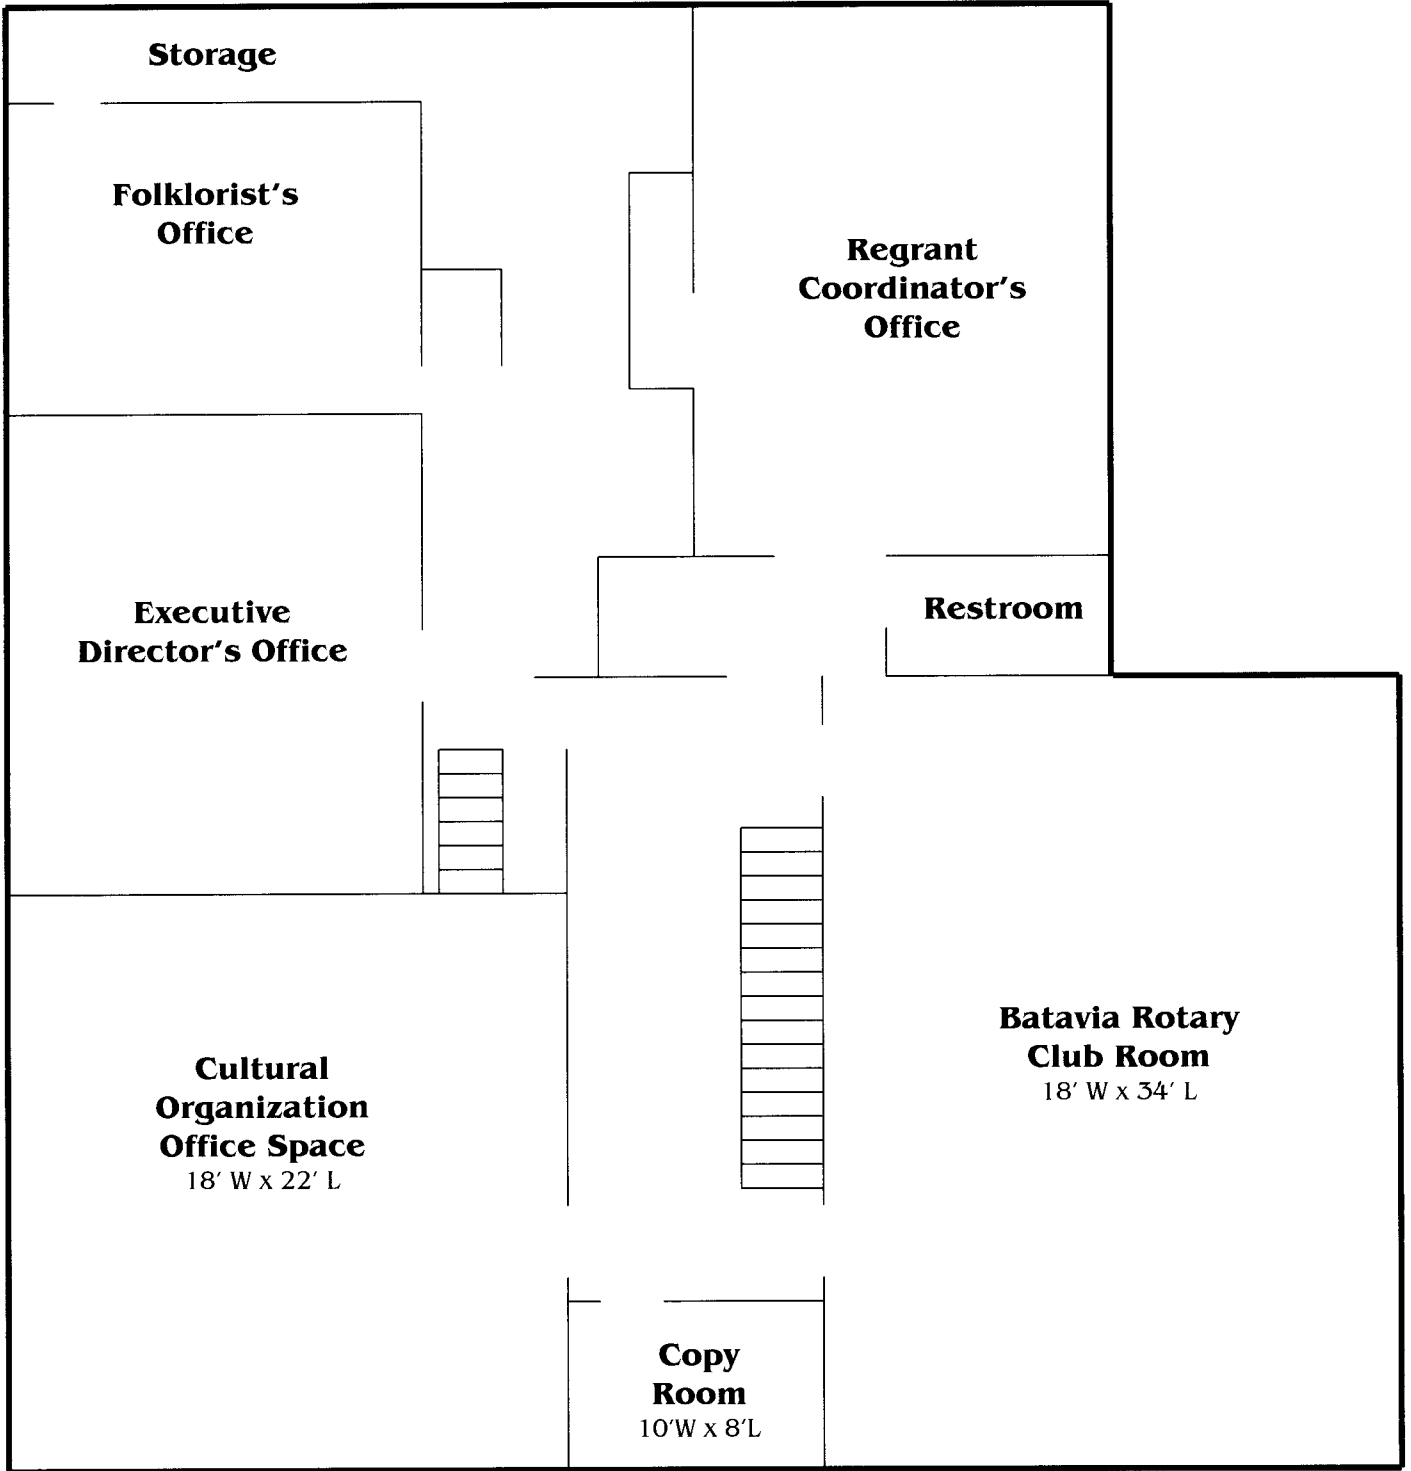 Storage
Folklorist's
Office
Regrant
Coordinator's
Office
Executive
Director's Office
Restroom
Cultural
Organization
Office Space
18' W x 22' L
Batavia Rotary
Club Room
18' W x 34' L
Copy
Room
10'W x 8'L